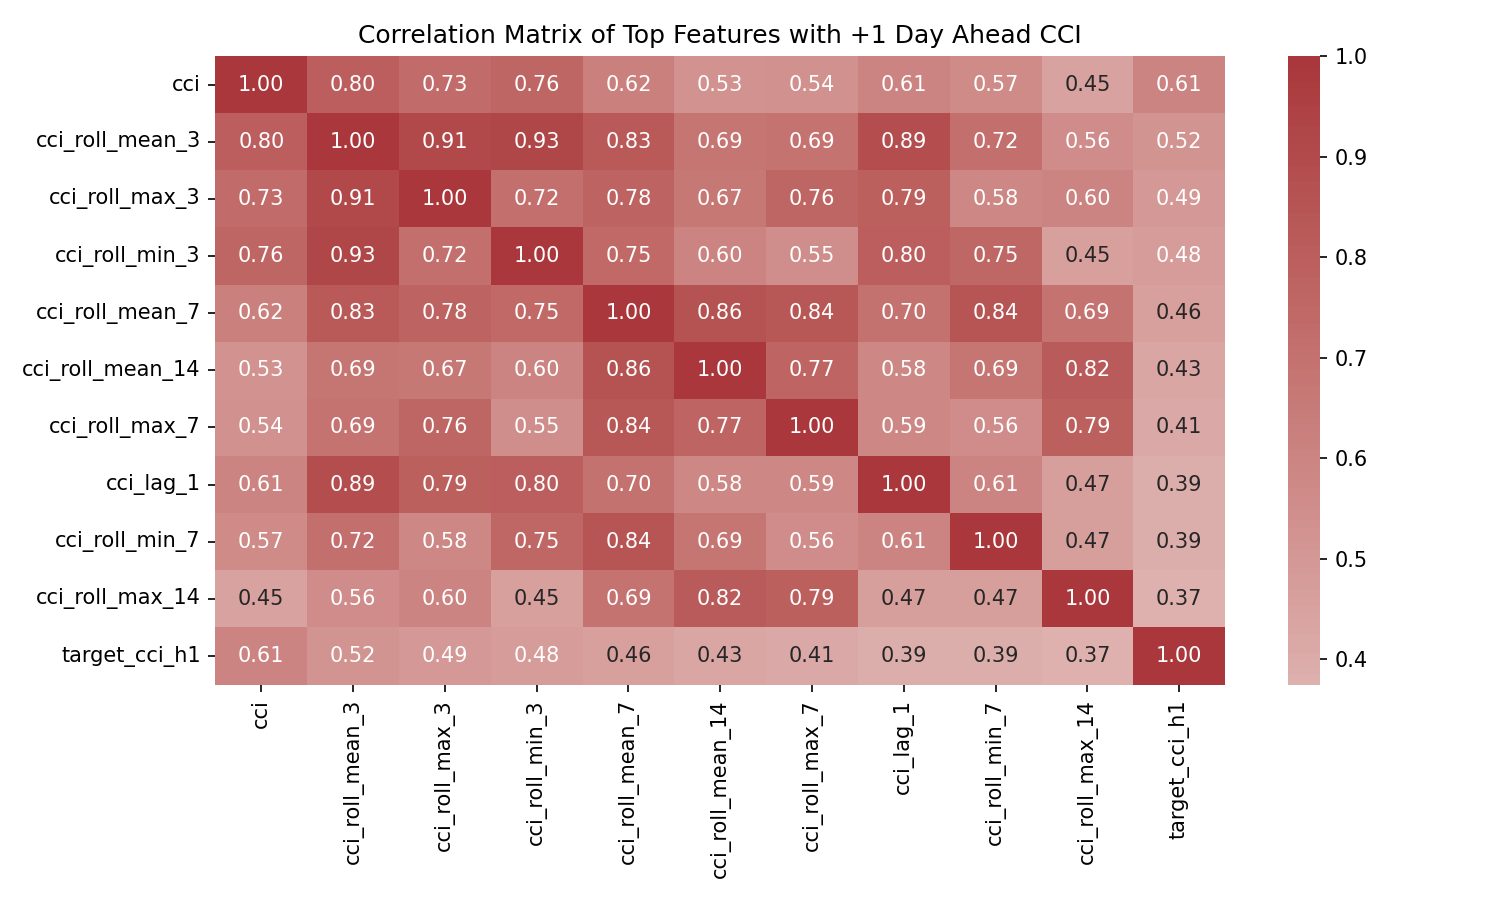 Correlation Matrix of Top Features with +1 Day Ahead CCI
cci 1.00 0.80 0.73 0.76 0.62 0.53 0.54 0.61 0.57 0.45 0.61
cci_roll_mean_3 0.80 1.00 0.91 0.93 0.83 0.69 0.69 0.89 0.72 0.56 0.52
cci_roll_max_3 0.73 0.91 1.00 0.72 0.78 0.67 0.76 0.79 0.58 0.60 0.49
cci_roll_min_3 0.76 0.93 0.72 1.00 0.75 0.60 0.55 0.80 0.75 0.45 0.48
cci_roll_mean_7 0.62 0.83 0.78 0.75 1.00 0.86 0.84 0.70 0.84 0.69 0.46
cci_roll_mean_14 0.53 0.69 0.67 0.60 0.86 1.00 0.77 0.58 0.69 0.82 0.43
cci_roll_max_7 0.54 0.69 0.76 0.55 0.84 0.77 1.00 0.59 0.56 0.79 0.41
cci_lag_1 0.61 0.89 0.79 0.80 0.70 0.58 0.59 1.00 0.61 0.47 0.39
cci_roll_min_7 0.57 0.72 0.58 0.75 0.84 0.69 0.56 0.61 1.00 0.47 0.39
cci_roll_max_14 0.45 0.56 0.60 0.45 0.69 0.82 0.79 0.47 0.47 1.00 0.37
target_cci_h1 0.61 0.52 0.49 0.48 0.46 0.43 0.41 0.39 0.39 0.37 1.00
cci
cci_roll_mean_3
cci_roll_max_3
cci_roll_min_3
cci_roll_mean_7
cci_roll_mean_14
cci_roll_max_7
cci_lag_1
cci_roll_min_7
cci_roll_max_14
target_cci_h1
1.0
0.9
0.8
0.7
0.6
0.5
0.4